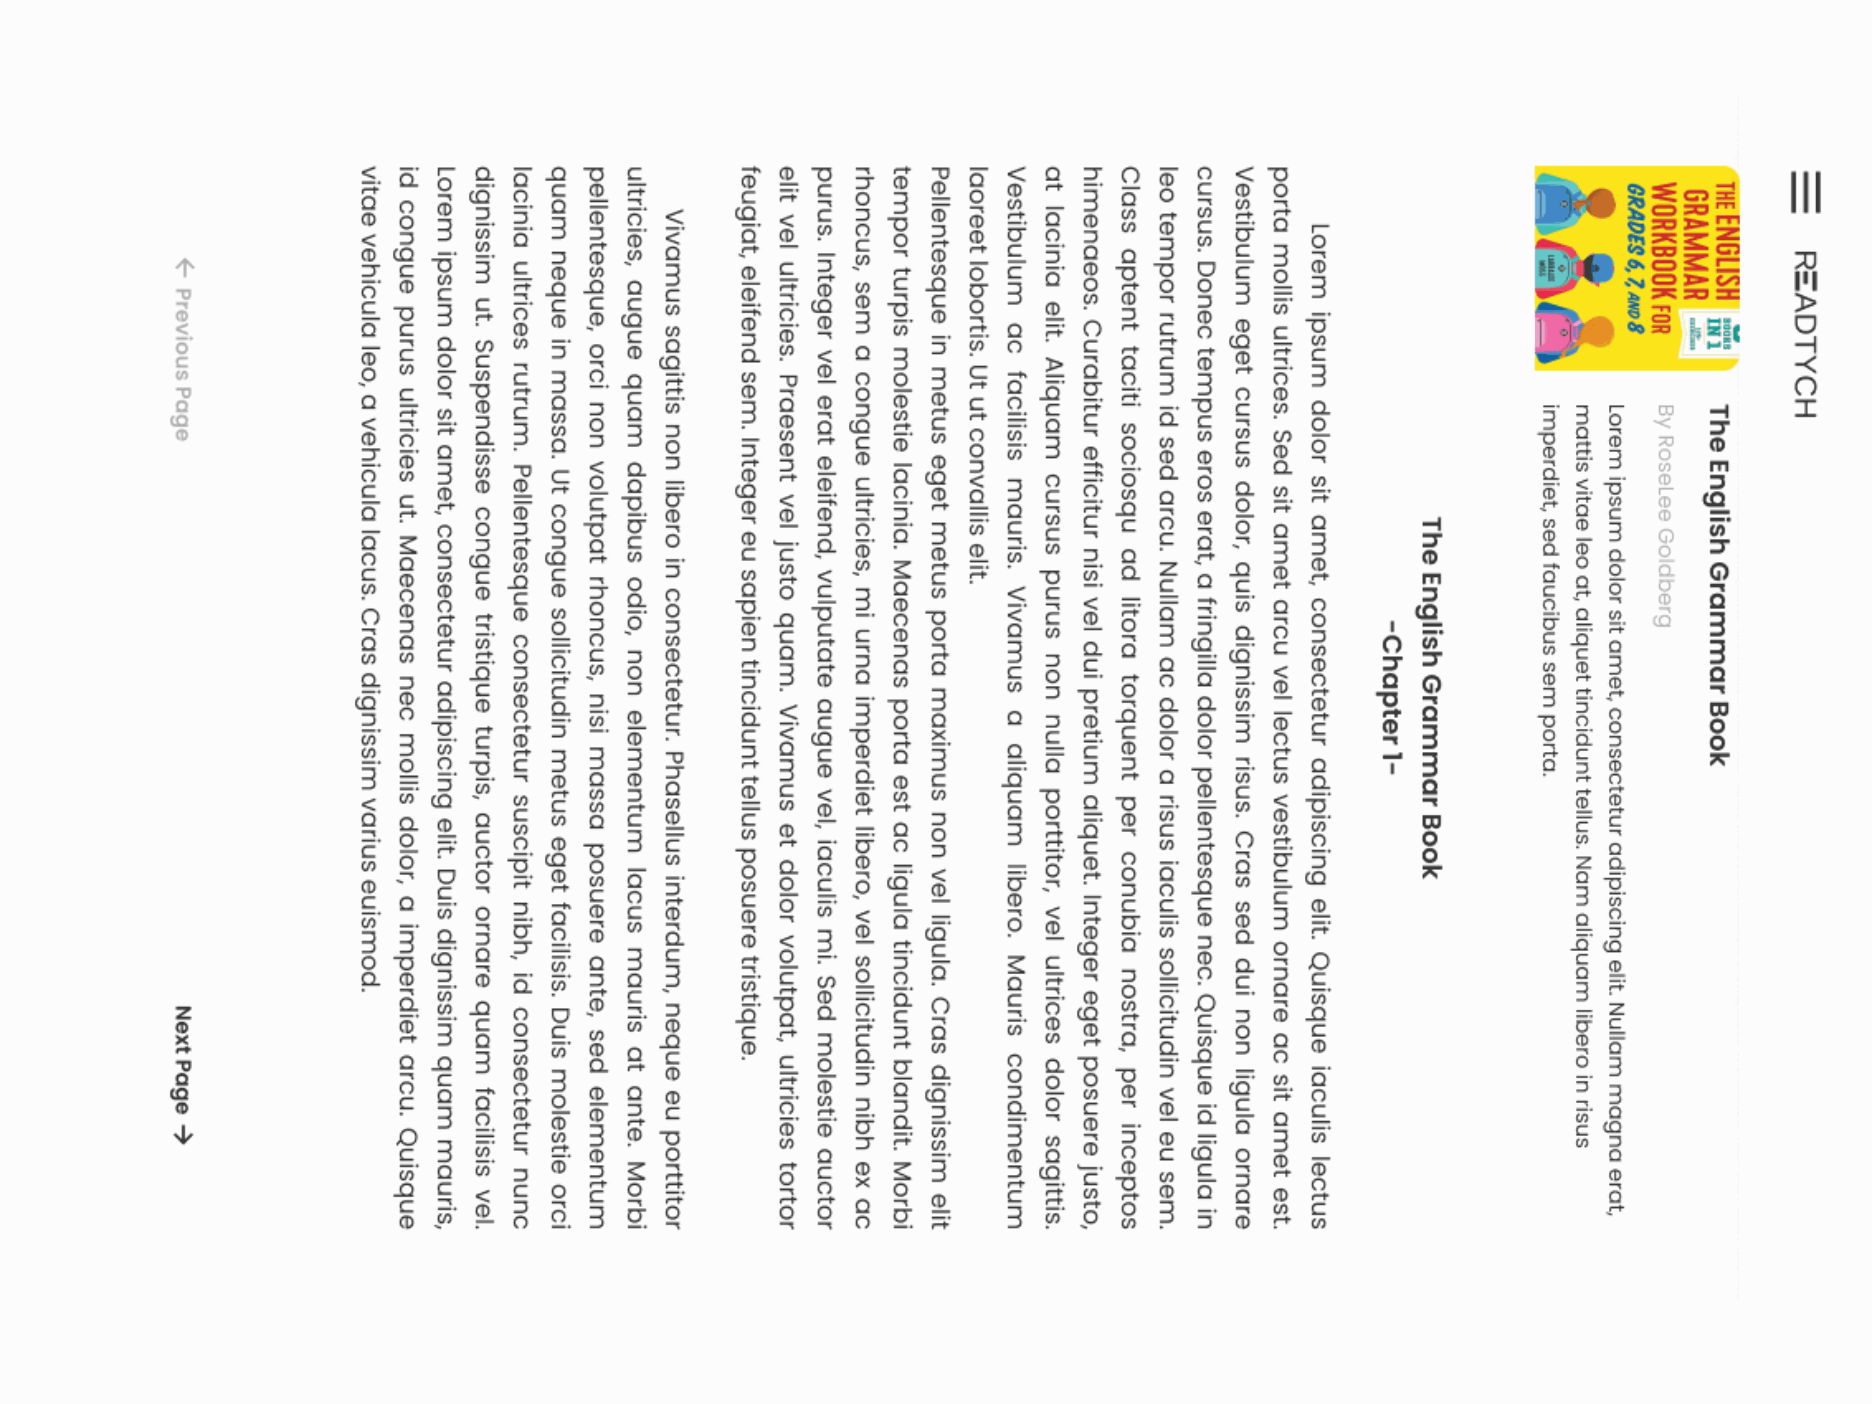 READTYCH
THE ENGLISH
GRAMMAR
WORKBOOK FOR
GRADES 6, 7, AND 8
BOOKS
IN 1
The English Grammar Book
By RoseLee Goldberg
Lorem ipsum dolor sit amet, consectetur adipiscing elit. Nullam magna erat,
mattis vitae leo at, aliquet tincidunt tellus. Nam aliquam libero in risus
imperdiet, sed faucibus sem porta.
The English Grammar Book
-Chapter 1-
Lorem ipsum dolor sit amet, consectetur adipiscing elit. Quisque iaculis lectus
porta mollis ultrices. Sed sit amet arcu vel lectus vestibulum ornare ac sit amet est.
Vestibulum eget cursus dolor, quis dignissim risus. Cras sed dui non ligula ornare
cursus. Donec tempus eros erat, a fringilla dolor pellentesque nec. Quisque id ligula in
leo tempor rutrum id sed arcu. Nullam ac dolor a risus iaculis sollicitudin vel eu sem.
Class aptent taciti sociosqu ad litora torquent per conubia nostra, per inceptos
himenaeos. Curabitur efficitur nisi vel dui pretium aliquet. Integer eget posuere justo,
at lacinia elit. Aliquam cursus purus non nulla porttitor, vel ultrices dolor sagittis.
Vestibulum ac facilisis mauris. Vivamus a aliquam libero. Mauris condimentum
laoreet lobortis. Ut ut convallis elit.
Pellentesque in metus eget metus porta maximus non vel ligula. Cras dignissim elit
tempor turpis molestie lacinia. Maecenas porta est ac ligula tincidunt blandit. Morbi
rhoncus, sem a congue ultricies, mi urna imperdiet libero, vel sollicitudin nibh ex ac
purus. Integer vel erat eleifend, vulputate augue vel, iaculis mi. Sed molestie auctor
elit vel ultricies. Praesent vel justo quam. Vivamus et dolor volutpat, ultricies tortor
feugiat, eleifend sem. Integer eu sapien tincidunt tellus posuere tristique.
Vivamus sagittis non libero in consectetur. Phasellus interdum, neque eu porttitor
ultricies, augue quam dapibus odio, non elementum lacus mauris at ante. Morbi
pellentesque, orci non volutpat rhoncus, nisi massa posuere ante, sed elementum
quam neque in massa. Ut congue sollicitudin metus eget facilisis. Duis molestie orci
lacinia ultrices rutrum. Pellentesque consectetur suscipit nibh, id consectetur nunc
dignissim ut. Suspendisse congue tristique turpis, auctor ornare quam facilisis vel.
Lorem ipsum dolor sit amet, consectetur adipiscing elit. Duis dignissim quam mauris,
id congue purus ultricies ut. Maecenas nec mollis dolor, a imperdiet arcu. Quisque
vitae vehicula leo, a vehicula lacus. Cras dignissim varius euismod.
← Previous Page
Next Page →